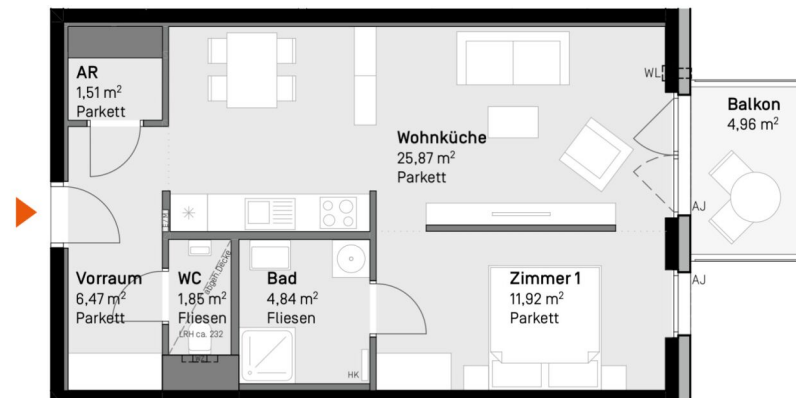 AR
1,51 m²
Parkett
WL
Balkon
4,96 m²
Wohnküche
25,87 m²
Parkett
AJ
Vorraum
6,47 m²
Parkett
WC
1,85 m²
Fliesen
LRH ca. 232
abgeh. Decke
Bad
4,84 m²
Fliesen
HK
Zimmer 1
11,92 m²
Parkett
AJ